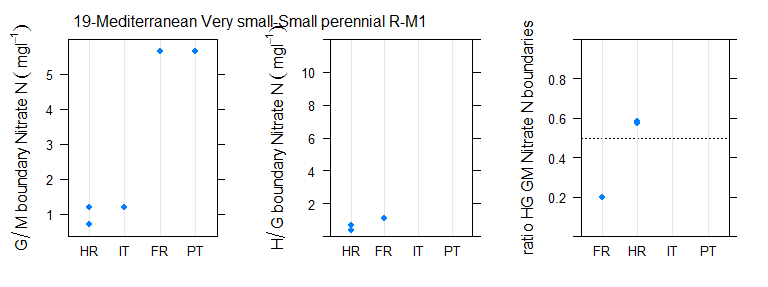 19-Mediterranean Very small-Small perennial R-M1
G/M boundary Nitrate N ( mgl⁻¹)
5
4
3
2
1
HR IT FR PT
H/G boundary Nitrate N ( mgl⁻¹)
12
10
8
6
4
2
HR FR IT PT
ratio HG GM Nitrate N boundaries
0.8
0.6
0.4
0.2
FR HR IT PT